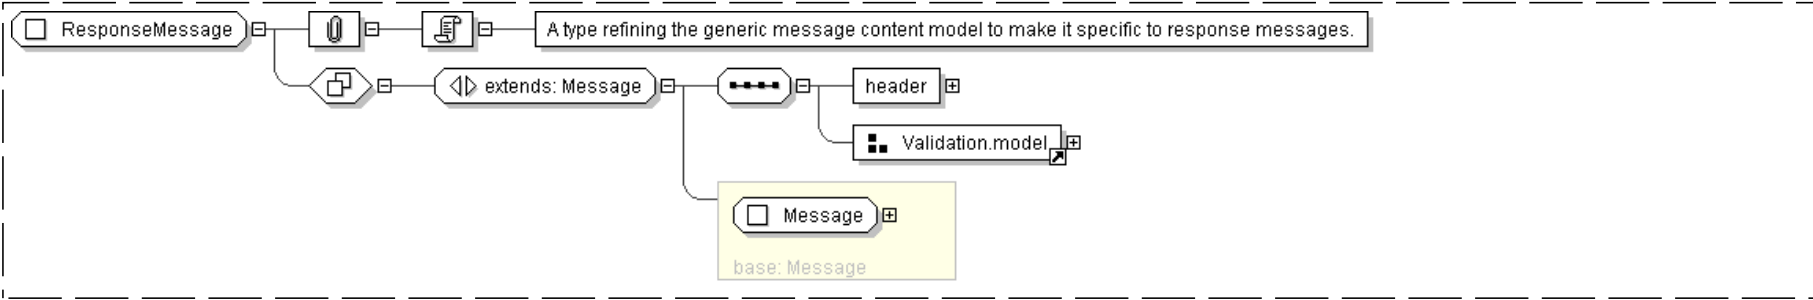 ResponseMessage
A type refining the generic message content model to make it specific to response messages.
extends: Message
header
Validation.model
Message
base: Message